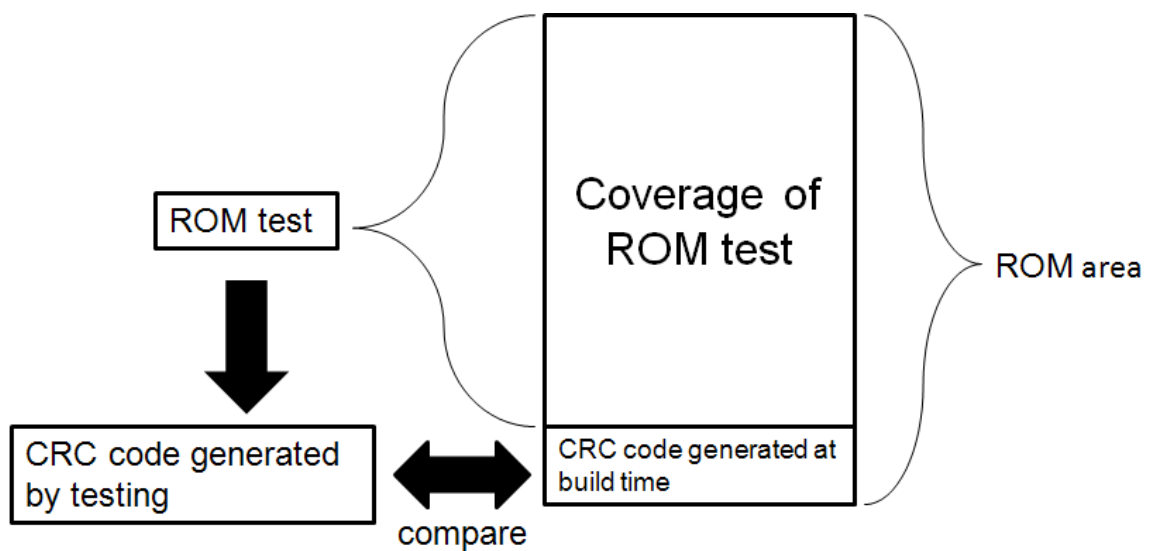 Coverage of
ROM test
ROM test
ROM area
CRC code generated
by testing
CRC code generated at
build time
compare